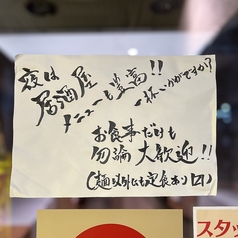 夜は
居酒屋
メニューも豊富!!
一杯いかがですか?
お食事だけも
勿論大歓迎!!
(麺以外にも定食あり〼)
スタッ